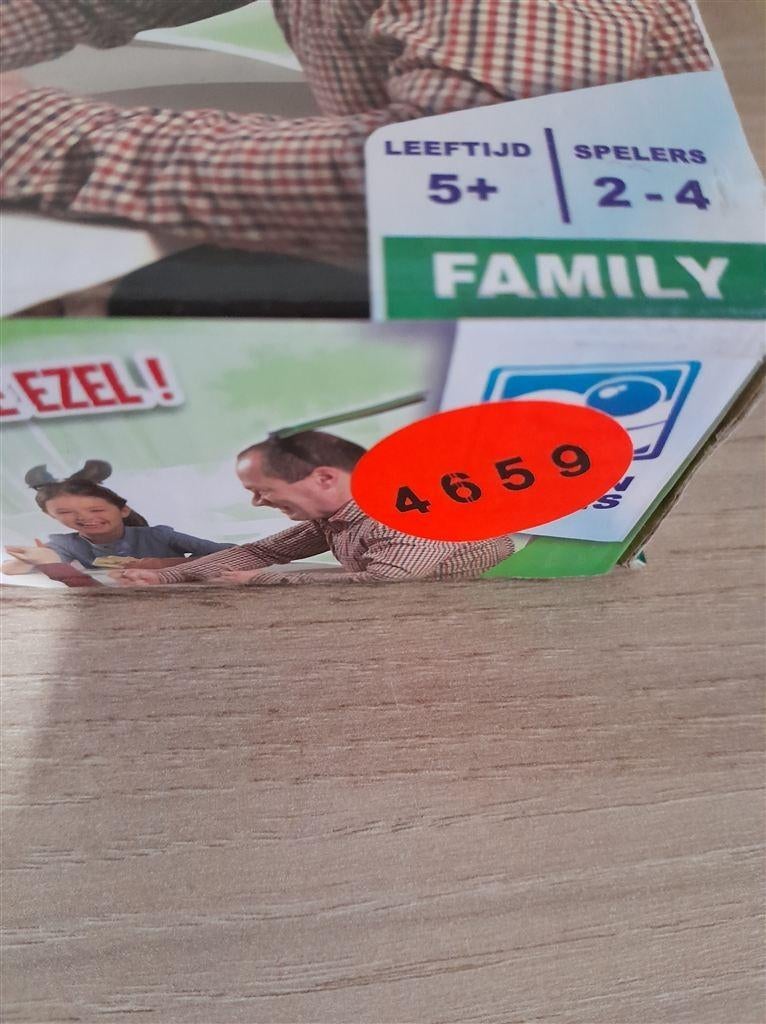 LEEFTIJD
5+
SPELERS
2 - 4
FAMILY
EZEL!
4659